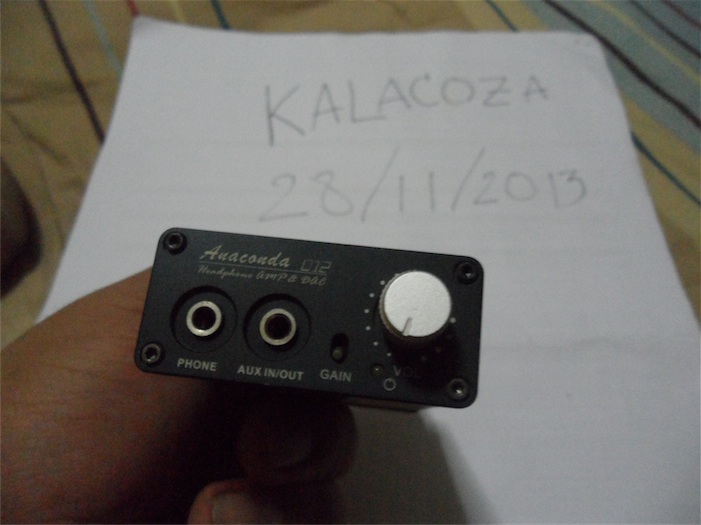 KALACOZA
28/11/2013
Anaconda D12
Headphone AMP & DAC
PHONE
AUX IN/OUT
GAIN
VOL